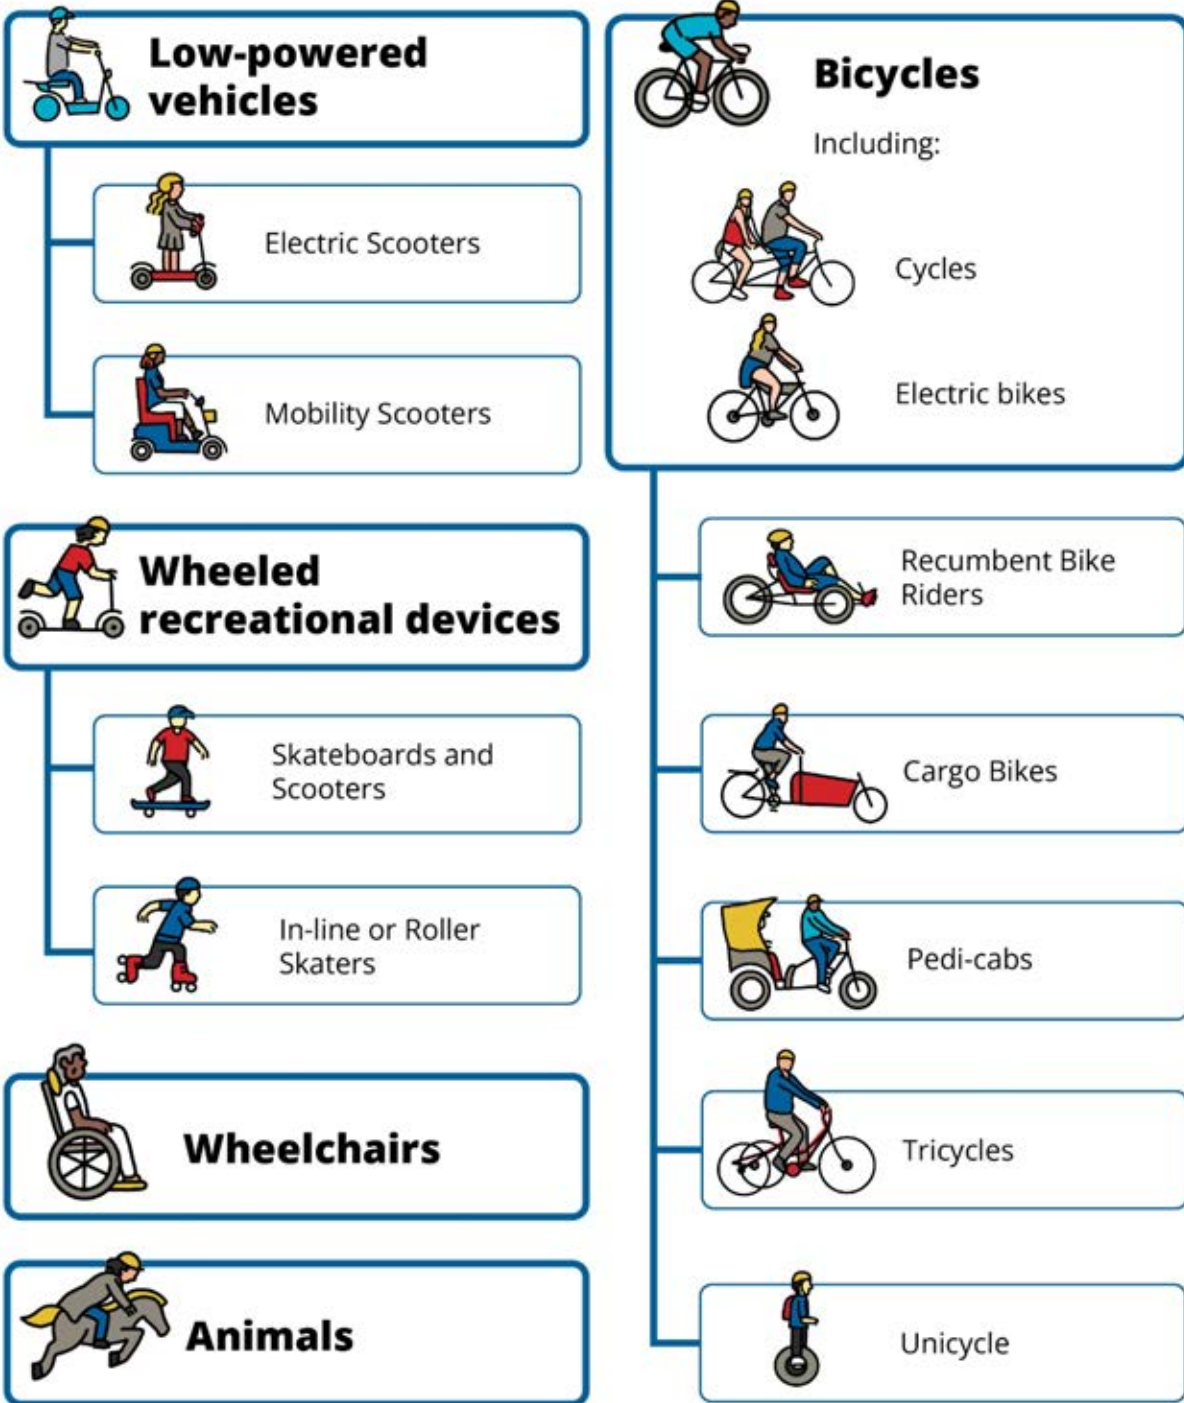 Low-powered
vehicles
Electric Scooters
Mobility Scooters
Wheeled
recreational devices
Skateboards and
Scooters
In-line or Roller
Skaters
Wheelchairs
Animals
Bicycles
Including:
Cycles
Electric bikes
Recumbent Bike
Riders
Cargo Bikes
Pedi-cabs
Tricycles
Unicycle